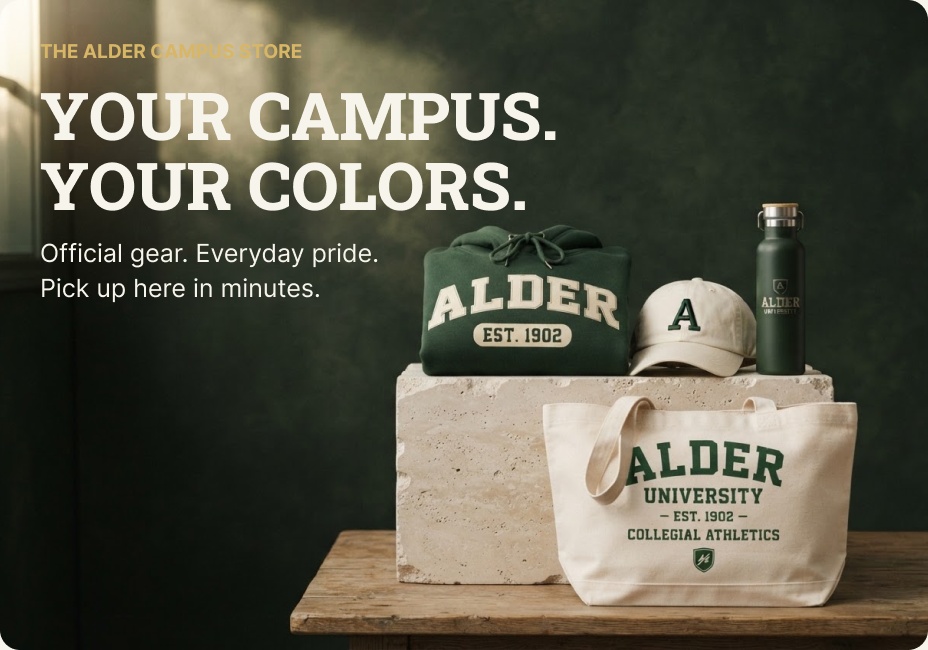 THE ALDER CAMPUS STORE
YOUR CAMPUS.
YOUR COLORS.
Official gear. Everyday pride.
Pick up here in minutes.
ALDER
EST. 1902
A
A
ALDER
UNIVERSITY
ALDER
UNIVERSITY
– EST. 1902 –
COLLEGIAL ATHLETICS